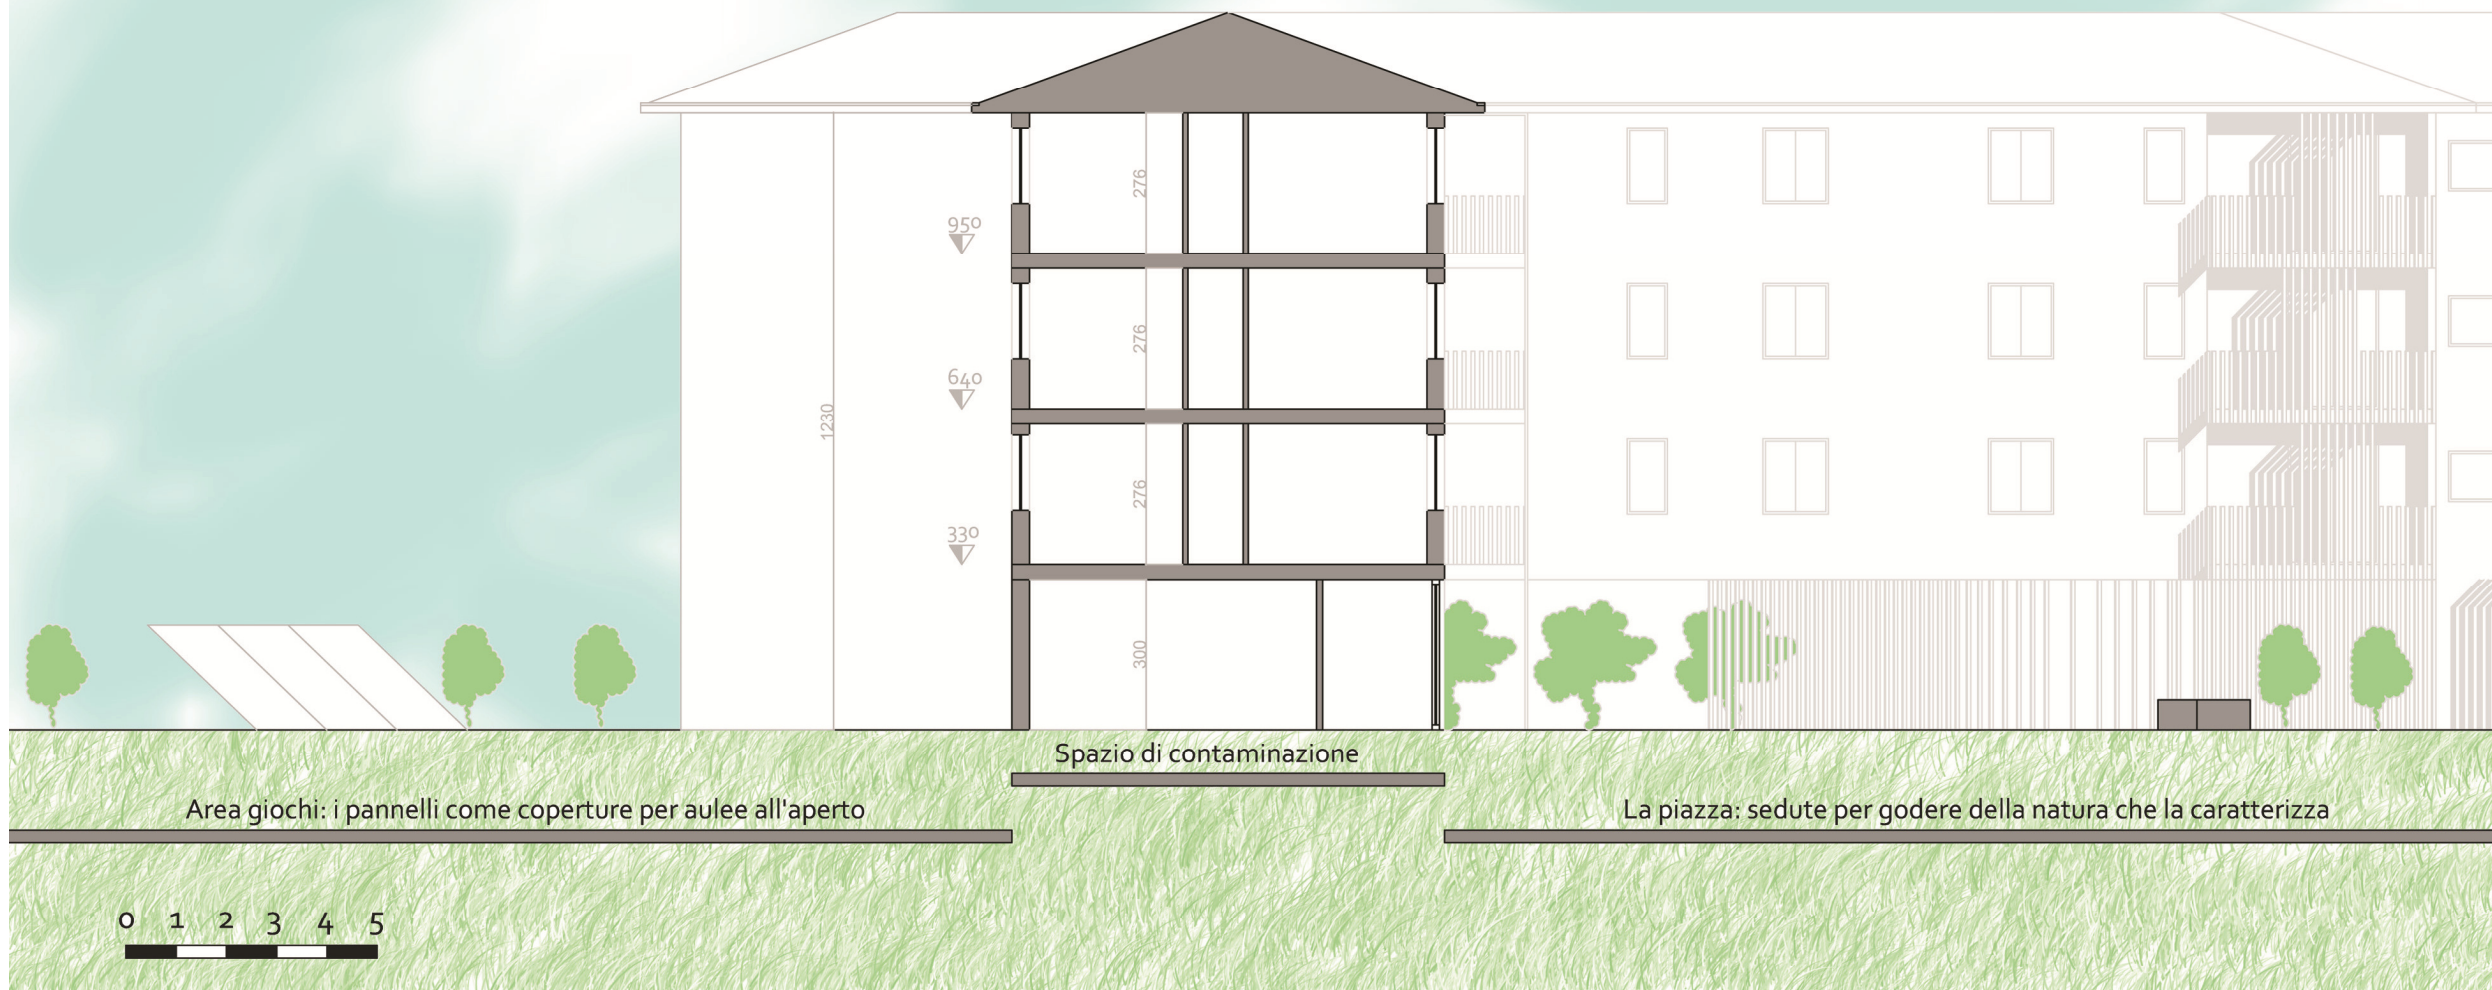 276
950
276
640
1230
276
330
300
Spazio di contaminazione
Area giochi: i pannelli come coperture per aulee all'aperto
La piazza: sedute per godere della natura che la caratterizza
0 1 2 3 4 5